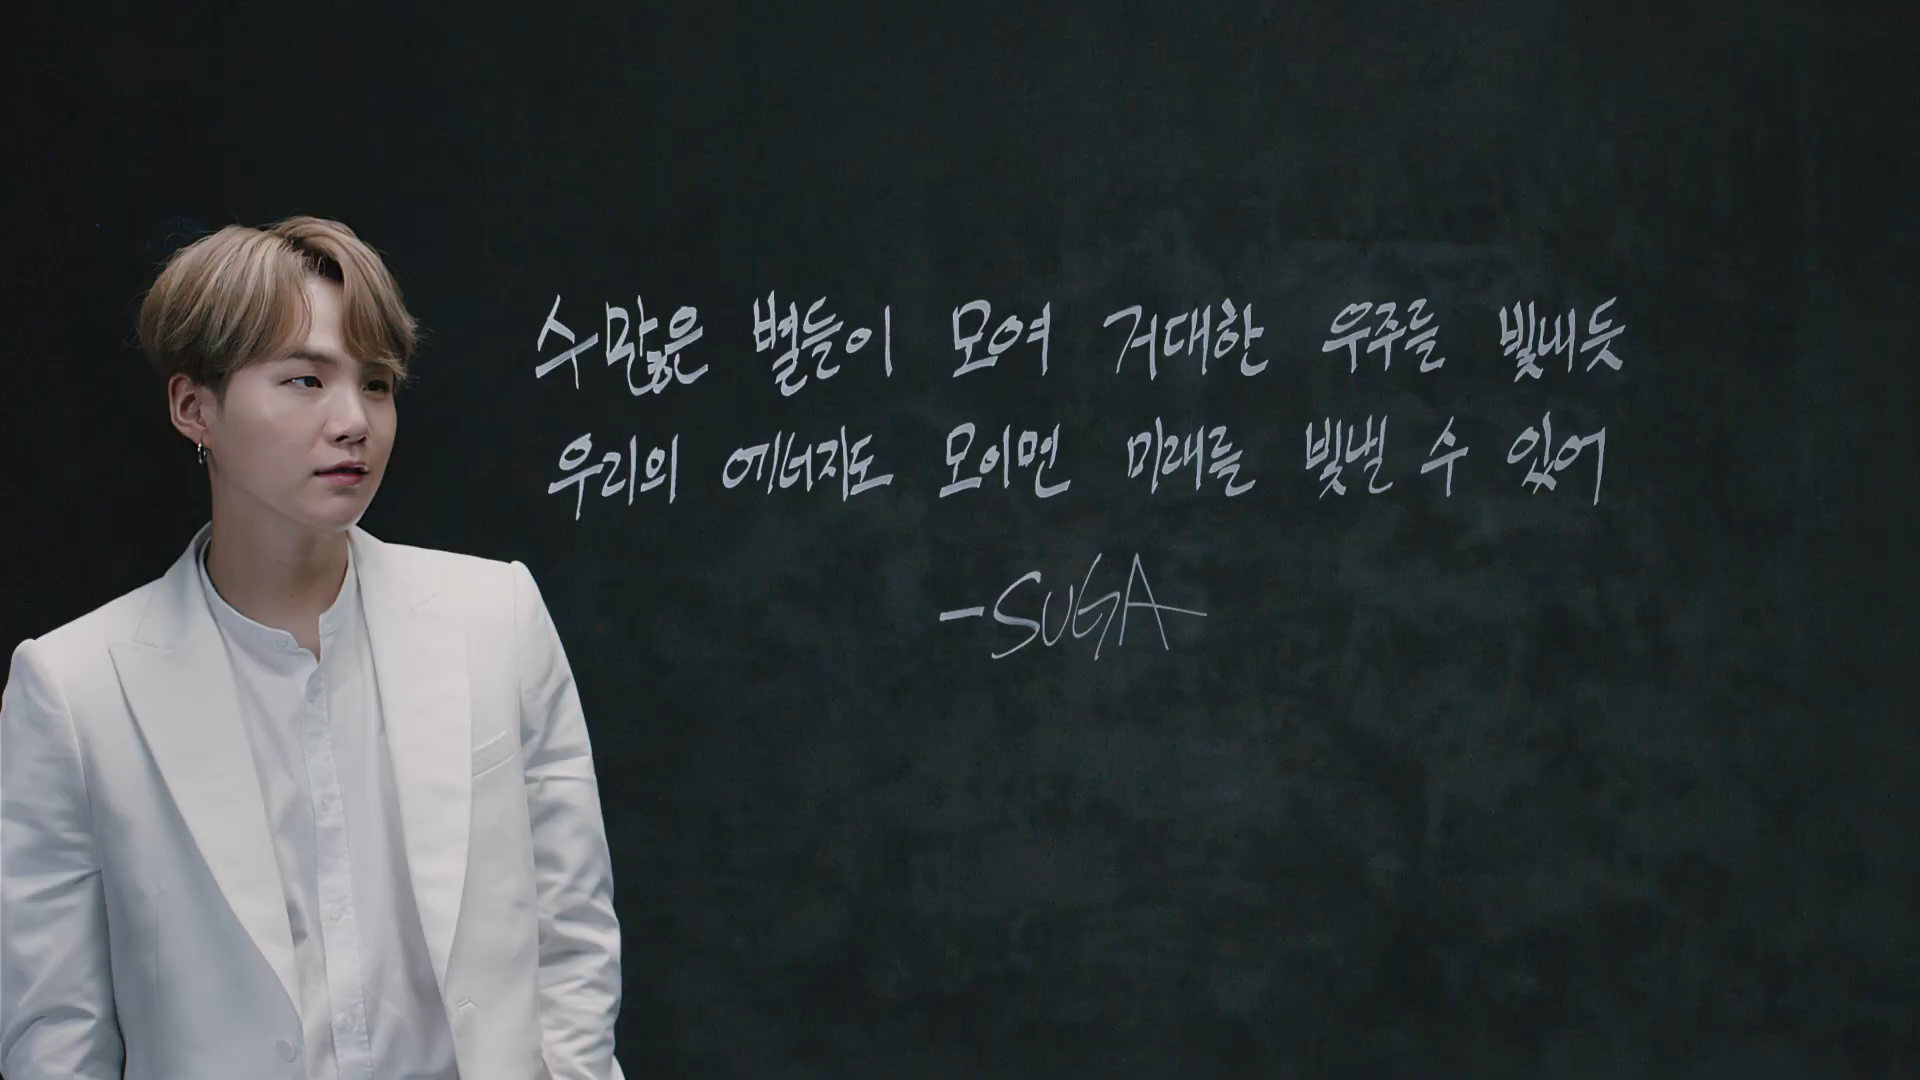 수많은 별들이 모여 거대한 우주를 빛내듯
우리의 에너지도 모이면 미래를 빛낼 수 있어
-SUGA